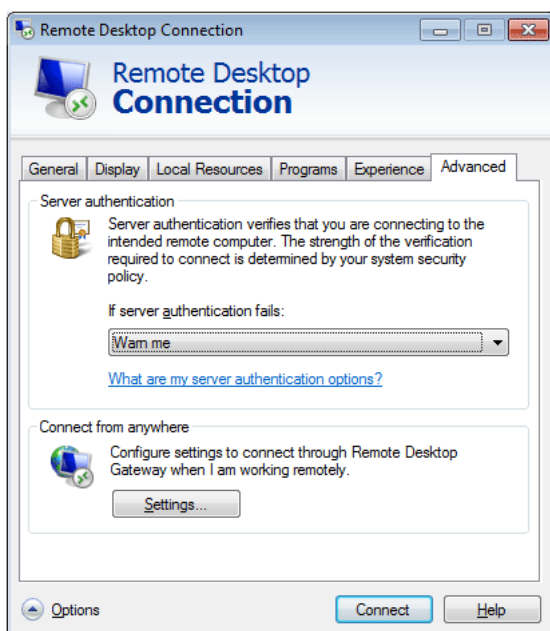 Remote Desktop Connection
Remote Desktop
Connection
General Display Local Resources Programs Experience Advanced
Server authentication
Server authentication verifies that you are connecting to the
intended remote computer. The strength of the verification
required to connect is determined by your system security
policy.
If server authentication fails:
Warn me
What are my server authentication options?
Connect from anywhere
Configure settings to connect through Remote Desktop
Gateway when I am working remotely.
Settings...
Options Connect Help